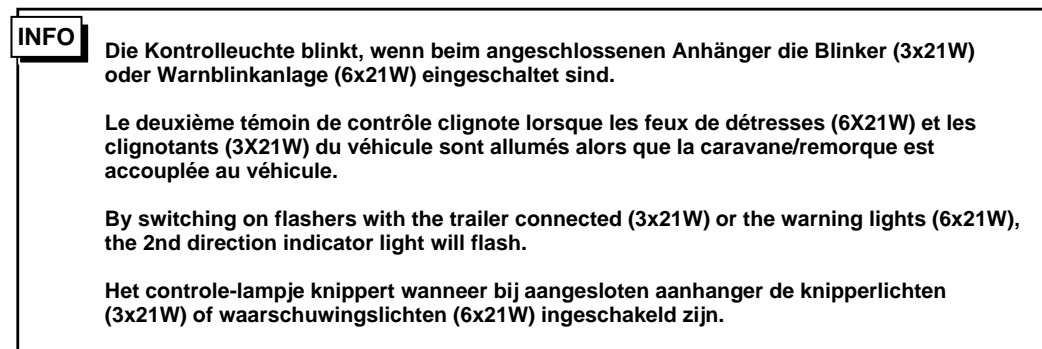 INFO
Die Kontrolleuchte blinkt, wenn beim angeschlossenen Anhänger die Blinker (3x21W)
oder Warnblinkanlage (6x21W) eingeschaltet sind.
Le deuxième témoin de contrôle clignote lorsque les feux de détresses (6X21W) et les
clignotants (3X21W) du véhicule sont allumés alors que la caravane/remorque est
accouplée au véhicule.
By switching on flashers with the trailer connected (3x21W) or the warning lights (6x21W),
the 2nd direction indicator light will flash.
Het controle-lampje knippert wanneer bij aangesloten aanhanger de knipperlichten
(3x21W) of waarschuwingslichten (6x21W) ingeschakeld zijn.